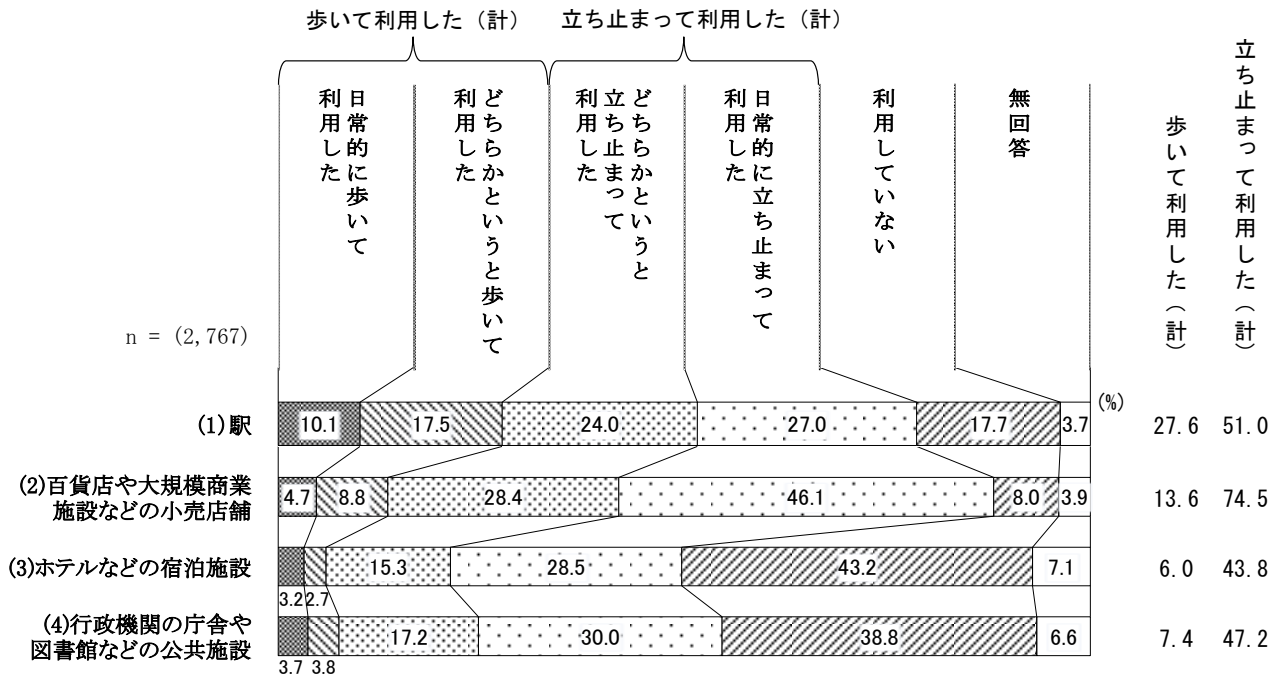 歩いて利用した（計）
立ち止まって利用した（計）
日常的に歩いて
利用した
どちらかというと歩いて
利用した
どちらかというと
立ち止まって
利用した
日常的に立ち止まって
利用した
利用していない
無回答
歩いて利用した（計）
立ち止まって利用した（計）
n = (2,767)
(%)
(1)駅
10.1 17.5 24.0 27.0 17.7 3.7 27.6 51.0
(2)百貨店や大規模商業
施設などの小売店舗
4.7 8.8 28.4 46.1 8.0 3.9 13.6 74.5
(3)ホテルなどの宿泊施設
3.2 2.7 15.3 28.5 43.2 7.1 6.0 43.8
(4)行政機関の庁舎や
図書館などの公共施設
3.7 3.8 17.2 30.0 38.8 6.6 7.4 47.2